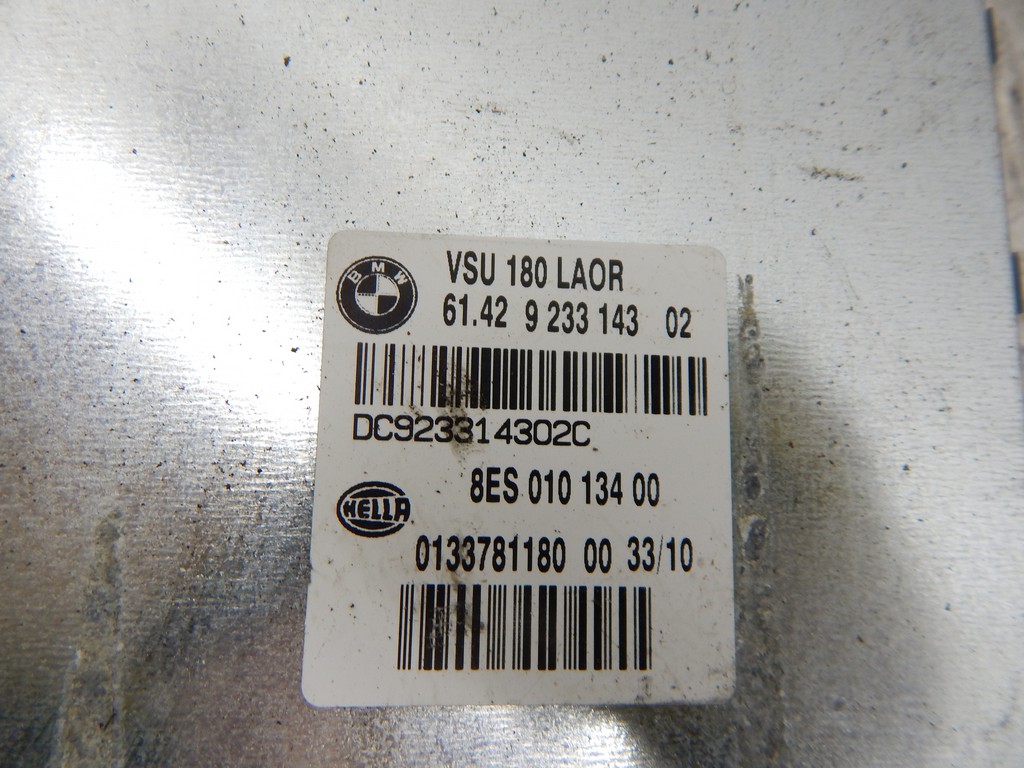 BMW
VSU 180 LAOR
61.42 9 233 143 02
DC923314302C
8ES 010 134 00
HELLA
0133781180 00 33/10